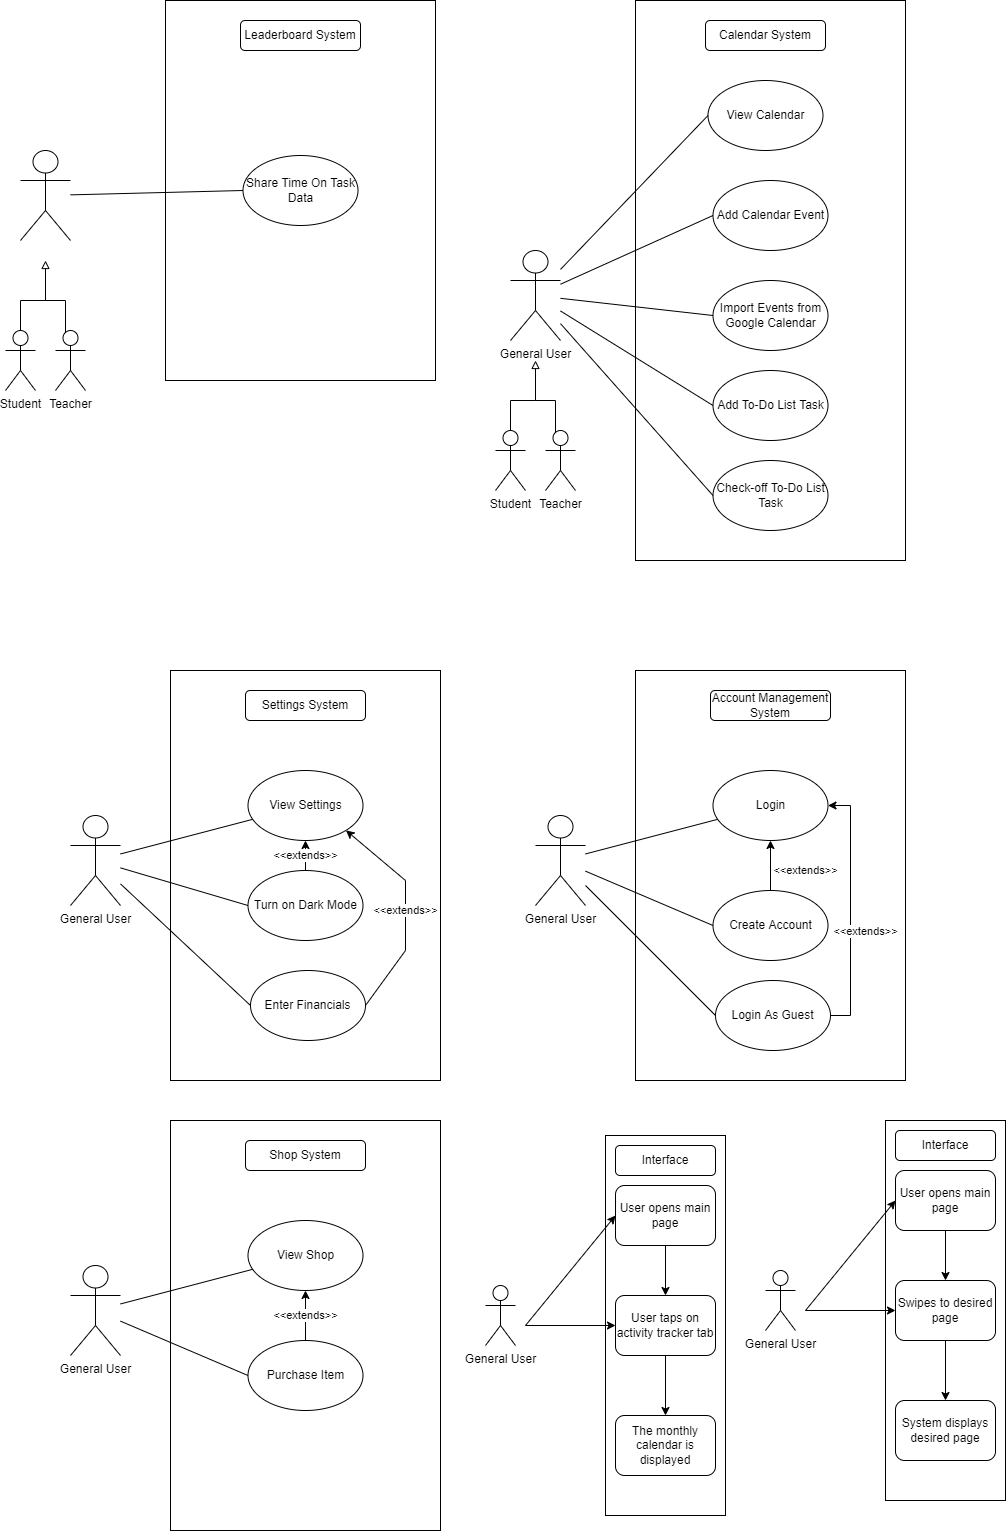 Leaderboard System
Share Time On Task
Data
Student
Teacher
Calendar System
View Calendar
Add Calendar Event
Import Events from
Google Calendar
Add To-Do List Task
Check-off To-Do List
Task
General User
Student
Teacher
Settings System
View Settings
<<extends>>
Turn on Dark Mode
<<extends>>
Enter Financials
General User
Account Management
System
Login
<<extends>>
Create Account
<<extends>>
Login As Guest
General User
Shop System
View Shop
<<extends>>
Purchase Item
General User
Interface
User opens main
page
User taps on
activity tracker tab
The monthly
calendar is
displayed
General User
Interface
User opens main
page
Swipes to desired
page
System displays
desired page
General User